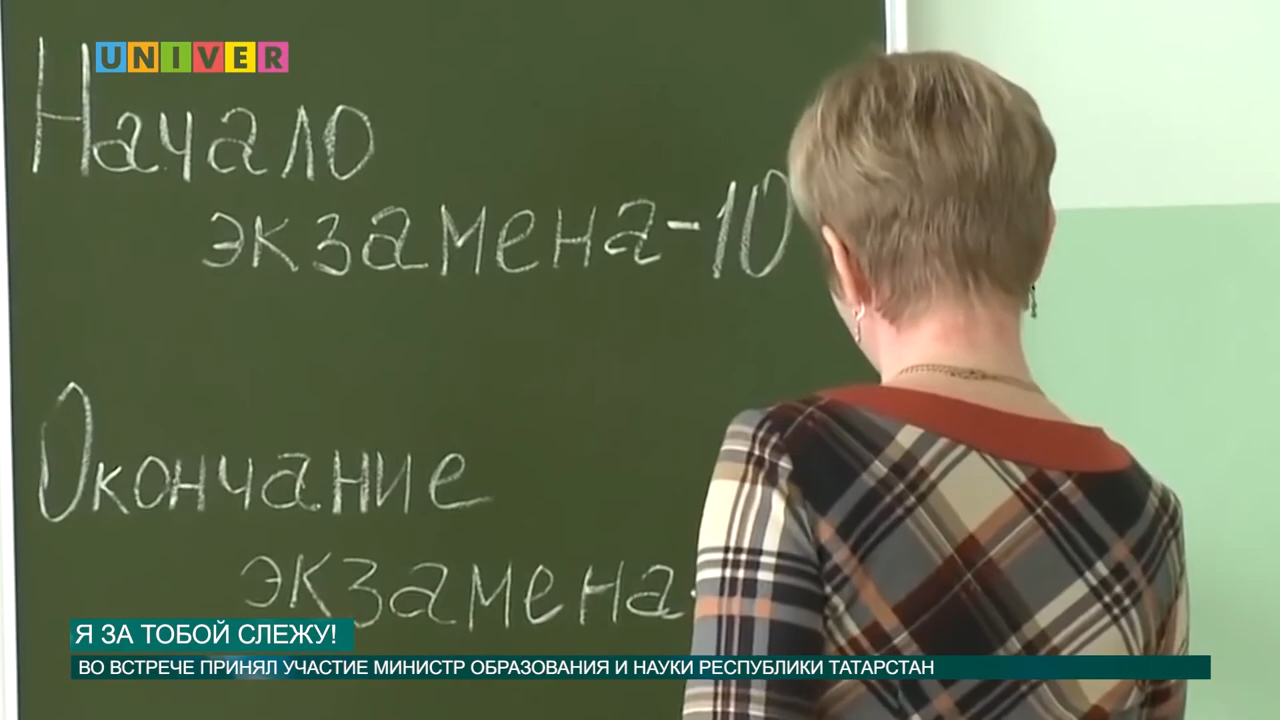 UNIVER
Начало
экзамена-10
Окончание
экзамена-
Я ЗА ТОБОЙ СЛЕЖУ!
ВО ВСТРЕЧЕ ПРИНЯЛ УЧАСТИЕ МИНИСТР ОБРАЗОВАНИЯ И НАУКИ РЕСПУБЛИКИ ТАТАРСТАН